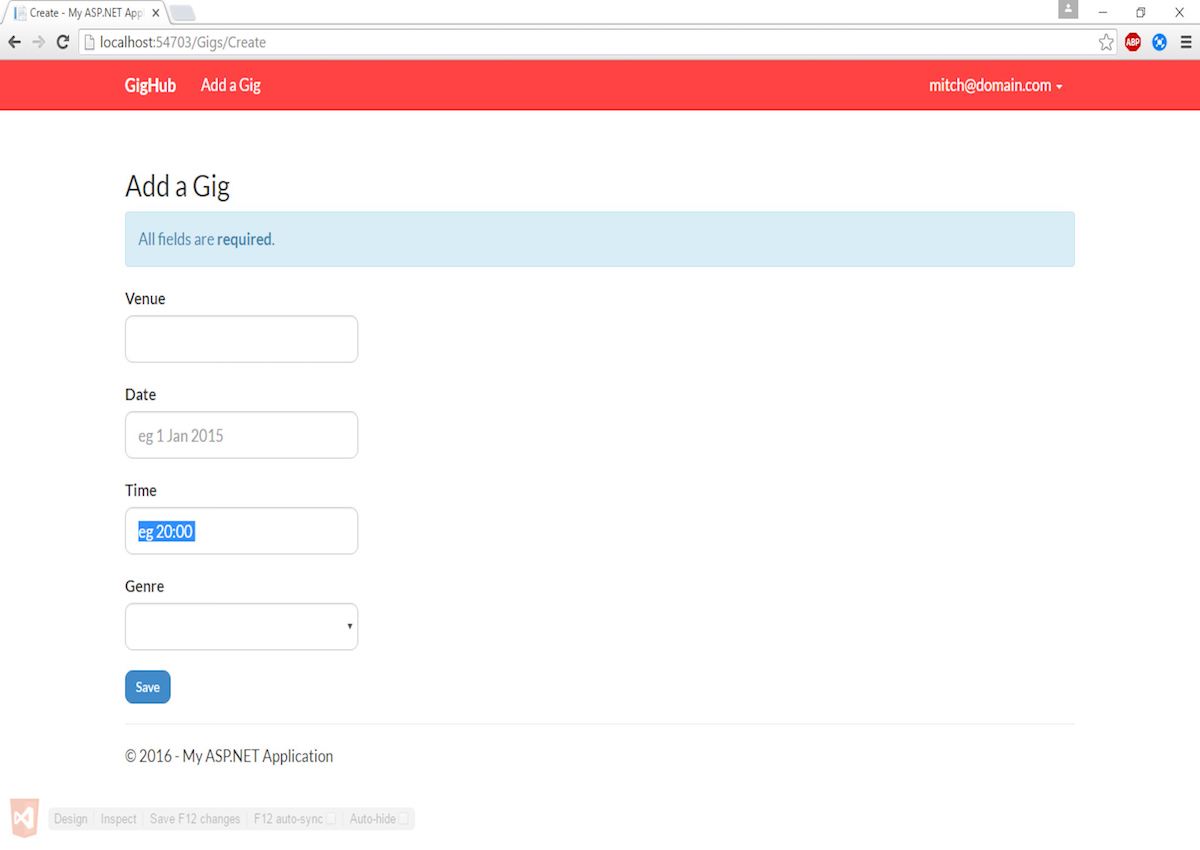 Create - My ASP.NET App
localhost:54703/Gigs/Create
ABP
GigHub Add a Gig mitch@domain.com
Add a Gig
All fields are required.
Venue
Date
eg 1 Jan 2015
Time
eg 20:00
Genre
Save
© 2016 - My ASP.NET Application
Design Inspect Save F12 changes F12 auto-sync Auto-hide